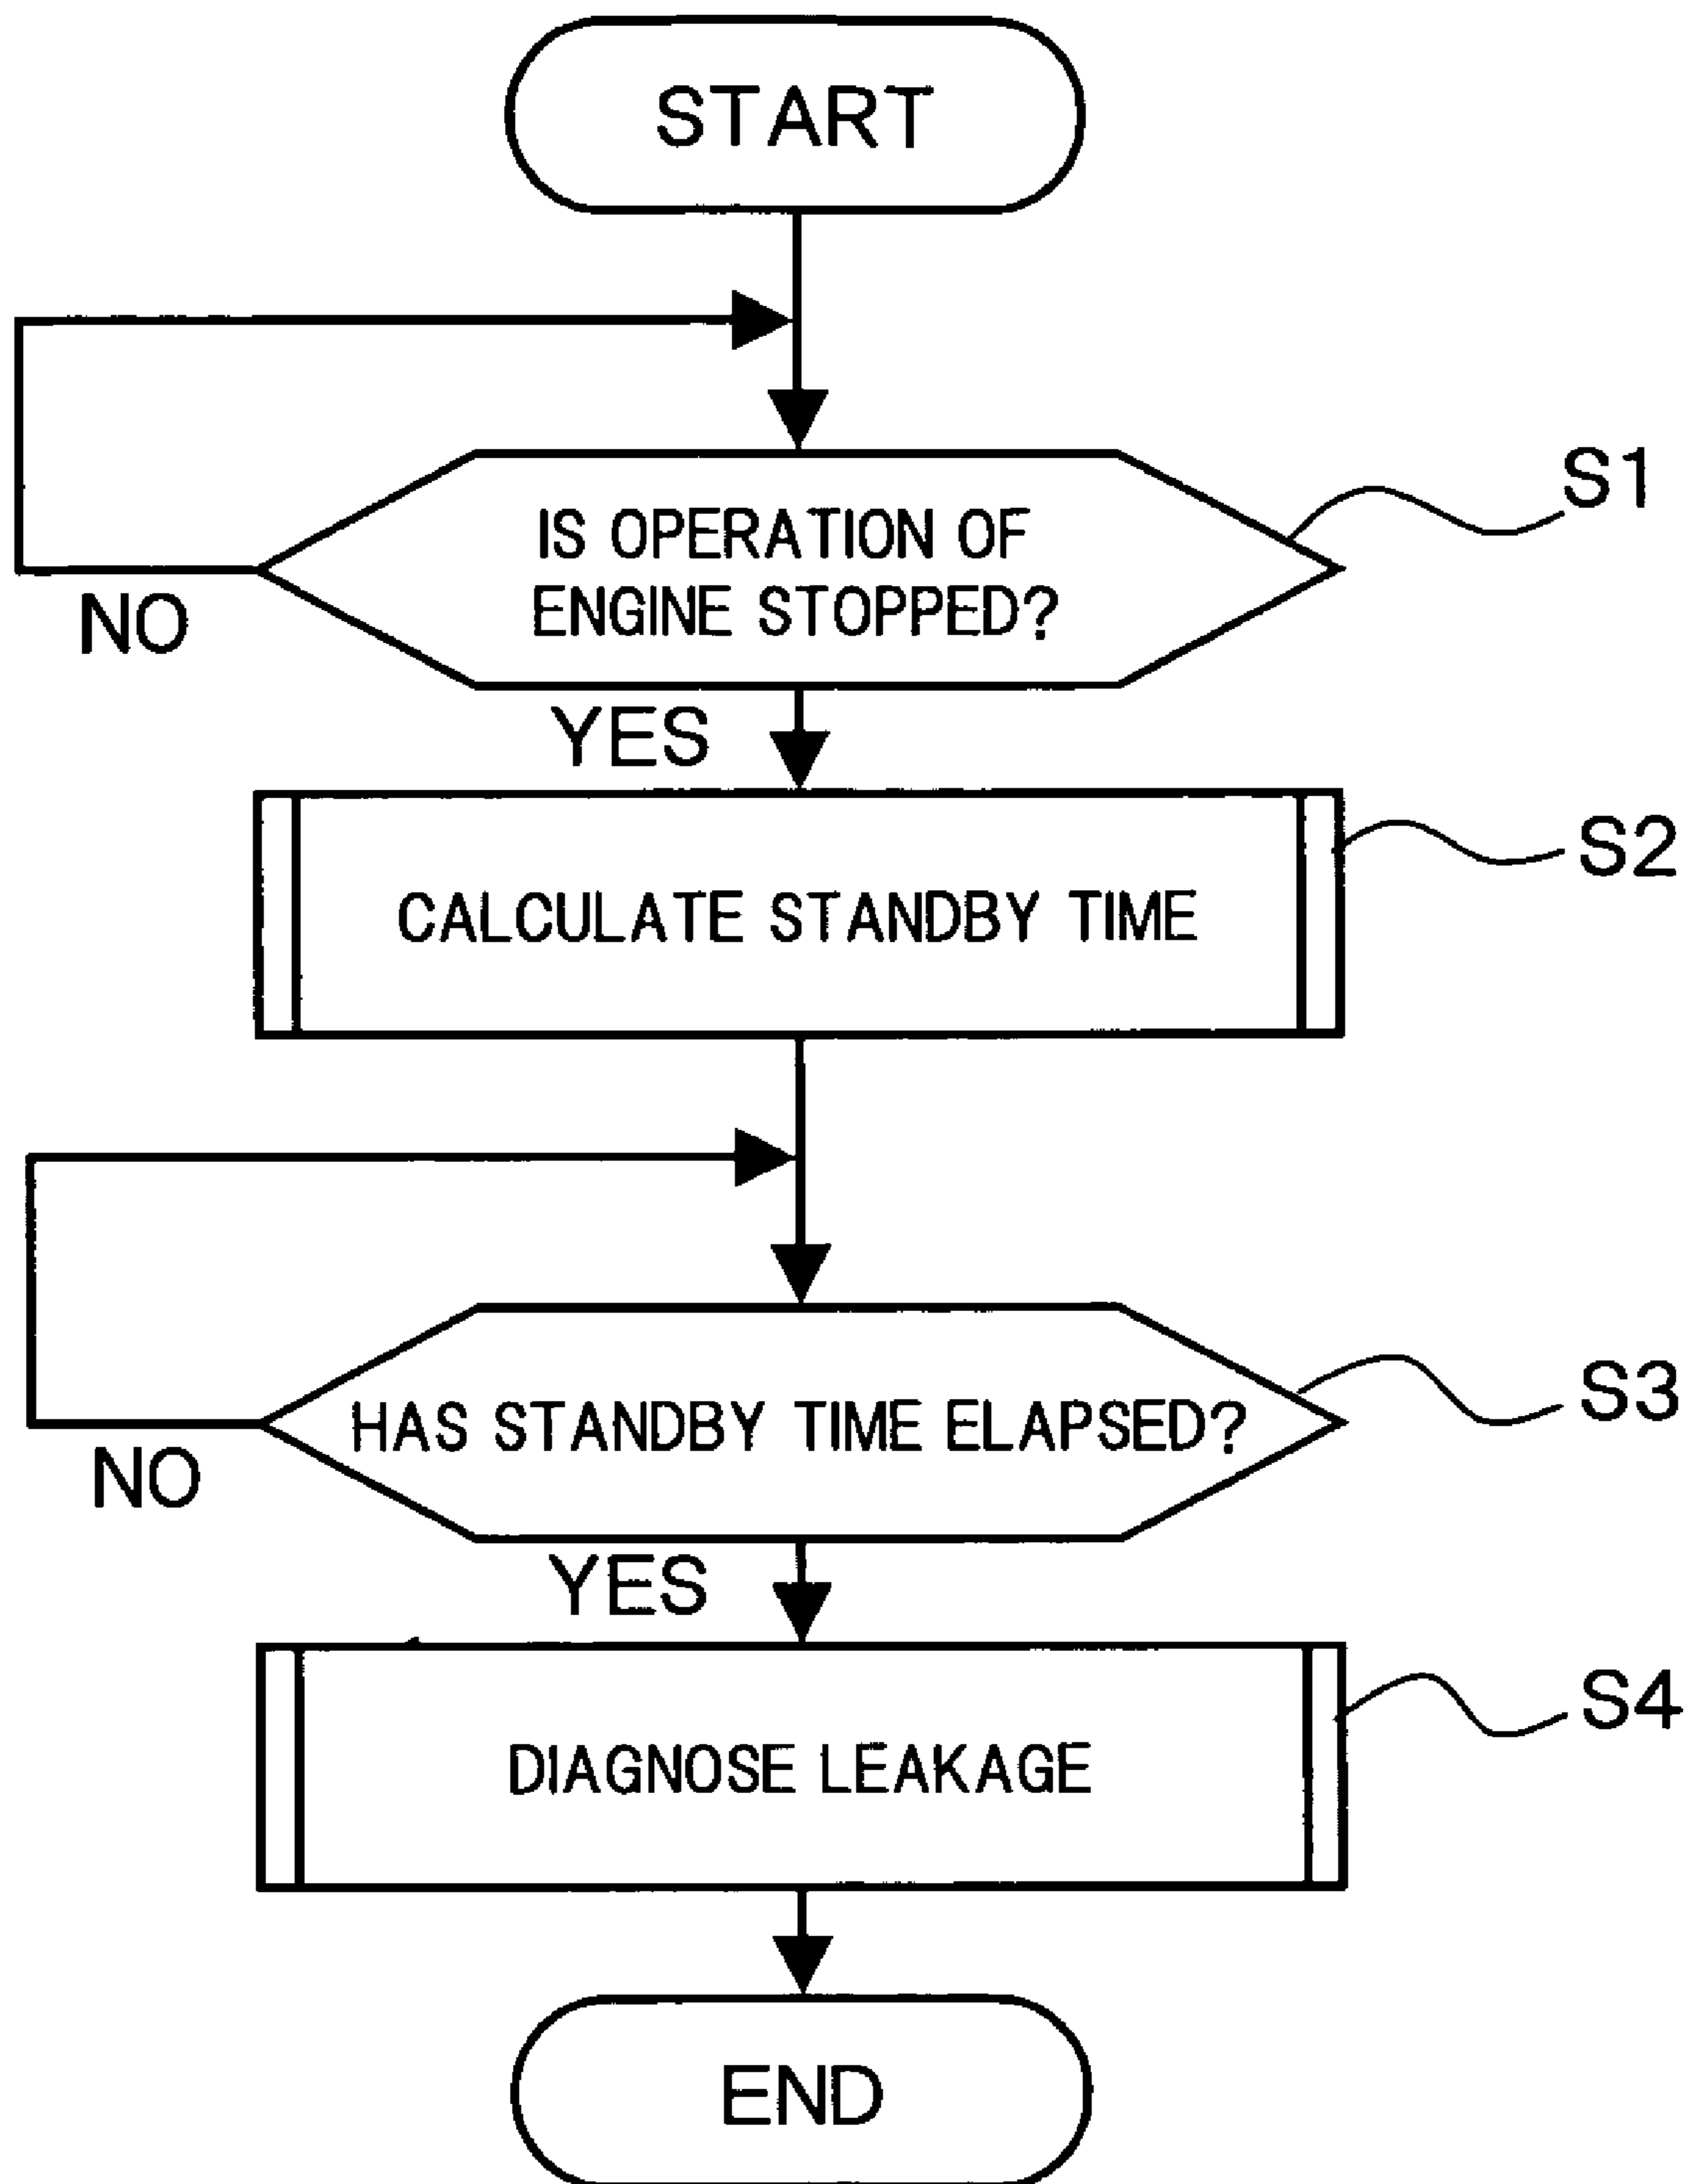 START
IS OPERATION OF
ENGINE STOPPED?
S1
NO
YES
CALCULATE STANDBY TIME
S2
HAS STANDBY TIME ELAPSED?
S3
NO
YES
DIAGNOSE LEAKAGE
S4
END